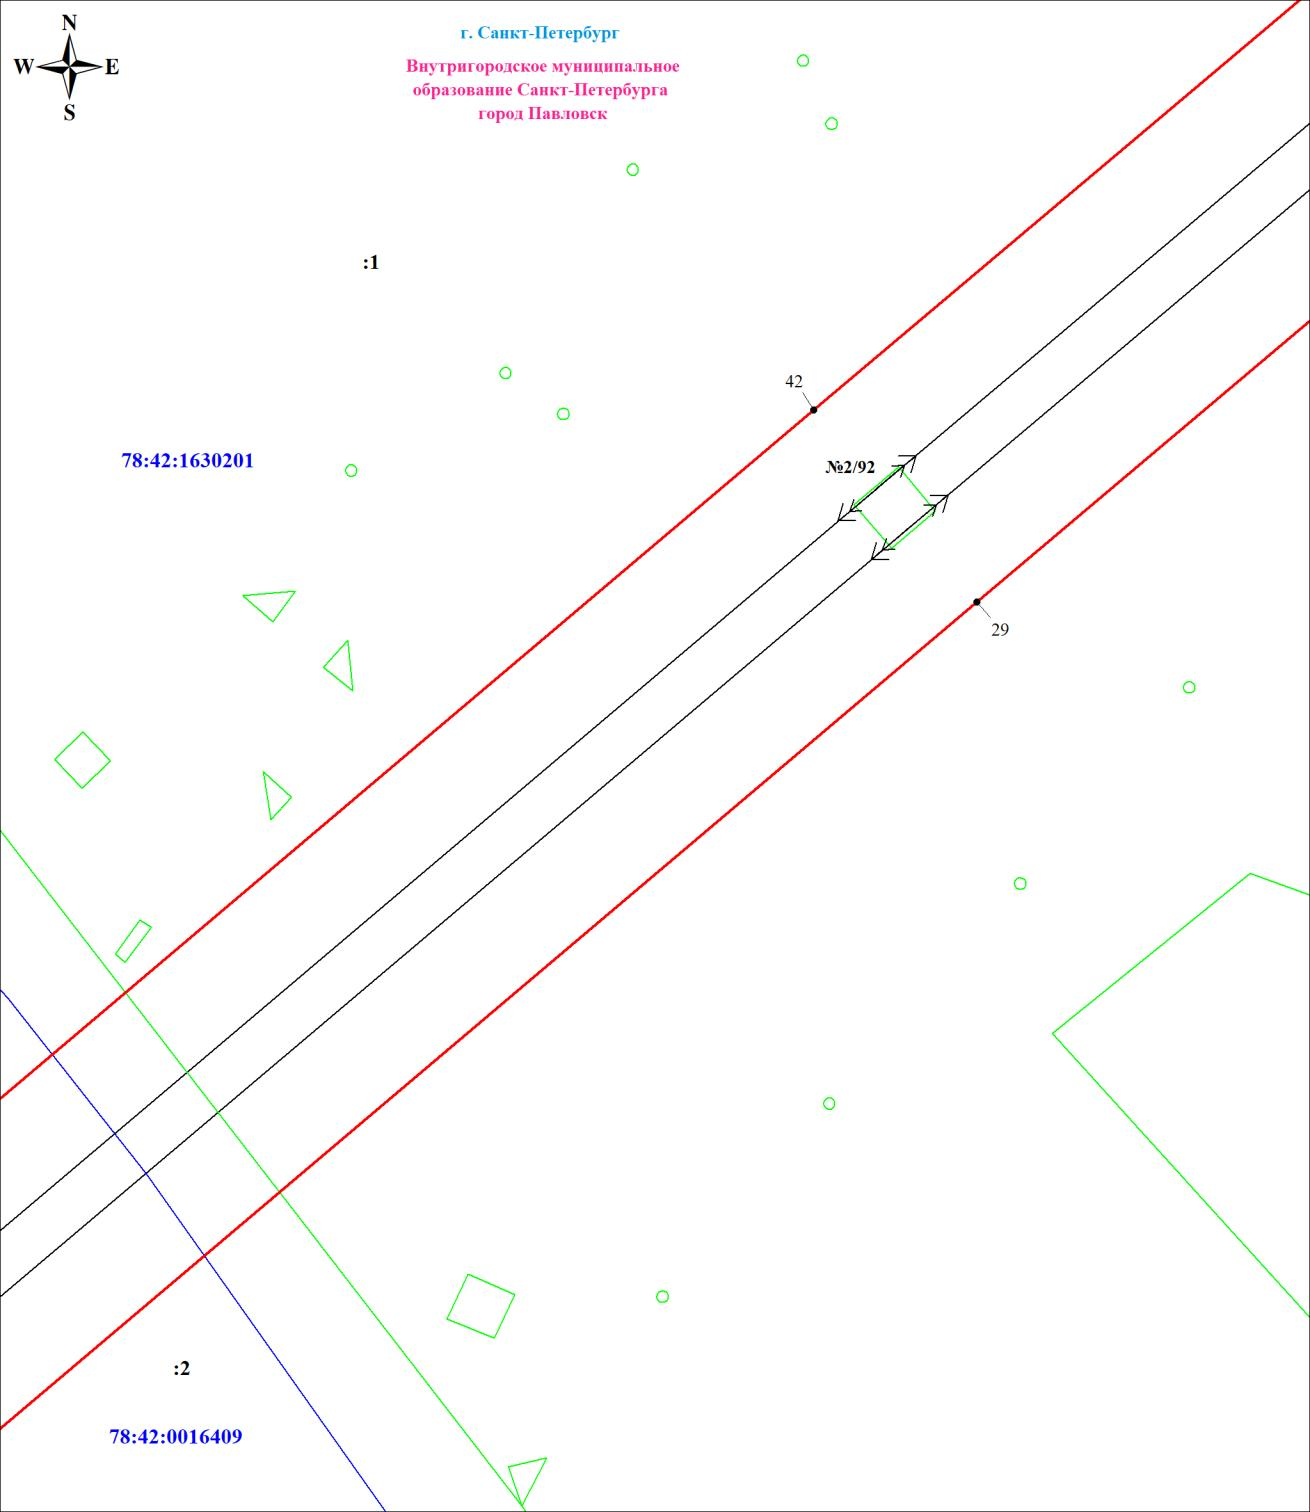 N
W E
S
г. Санкт-Петербург
Внутригородское муниципальное
образование Санкт-Петербурга
город Павловск
:1
42
78:42:1630201
№2/92
29
:2
78:42:0016409